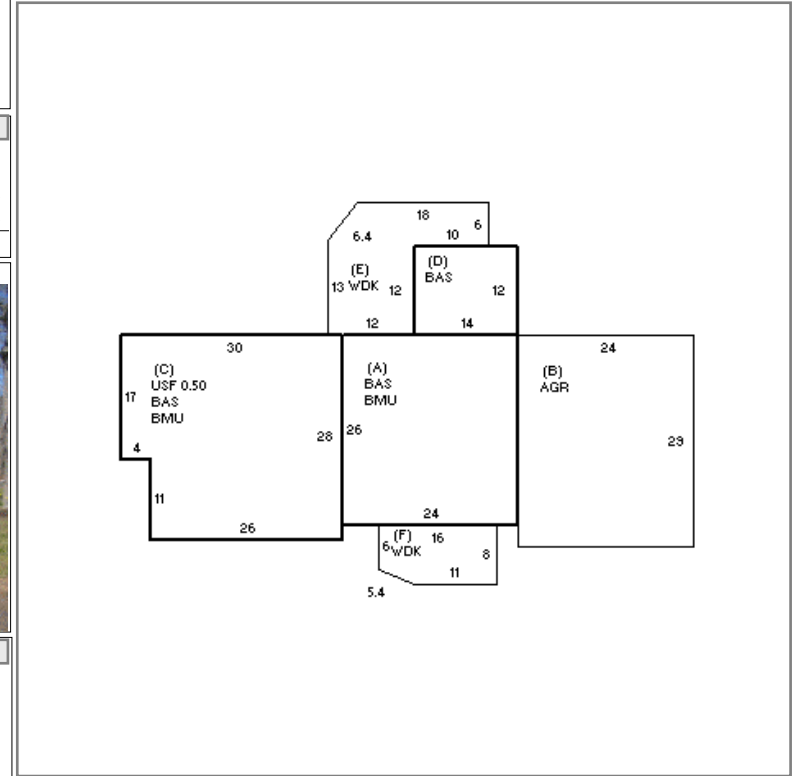 18
6
6.4
10
(E)
13 WDK 12
12
(D)
BAS
12
14
30
(C)
USF 0.50
BAS
BMU
17
4
11
28
26
(A)
BAS
BMU
26
24
24
(B)
AGR
29
(F) 16
6 WDK
8
11
5.4